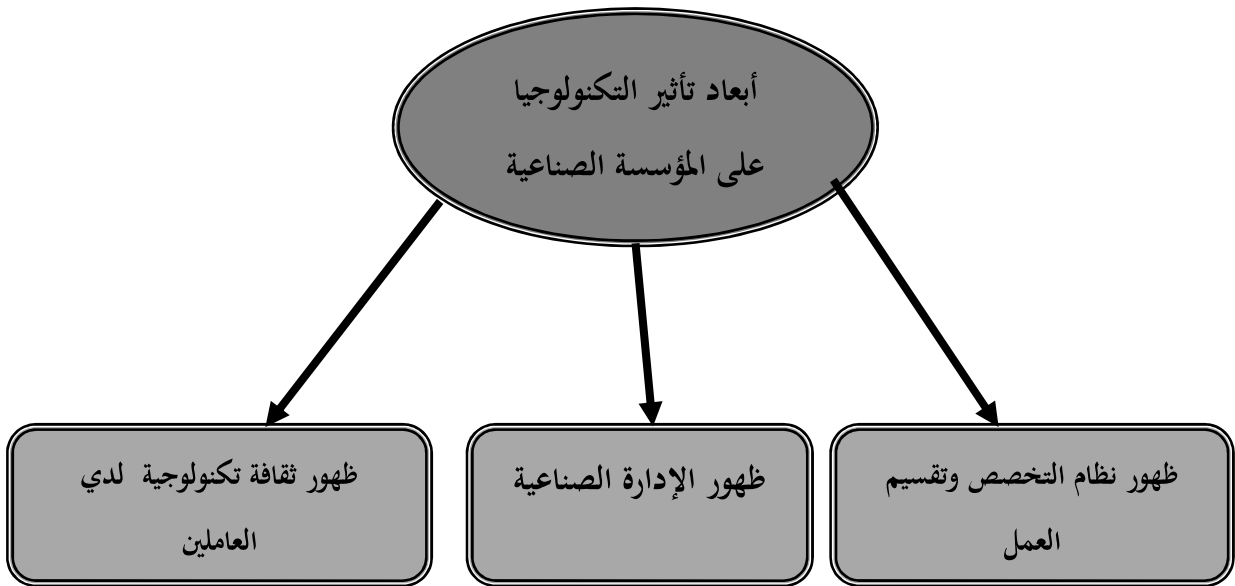 أبعاد تأثير التكنولوجيا
على المؤسسة الصناعية
ظهور نظام التخصص وتقسيم
العمل
ظهور الإدارة الصناعية
ظهور ثقافة تكنولوجية لدي
العاملين